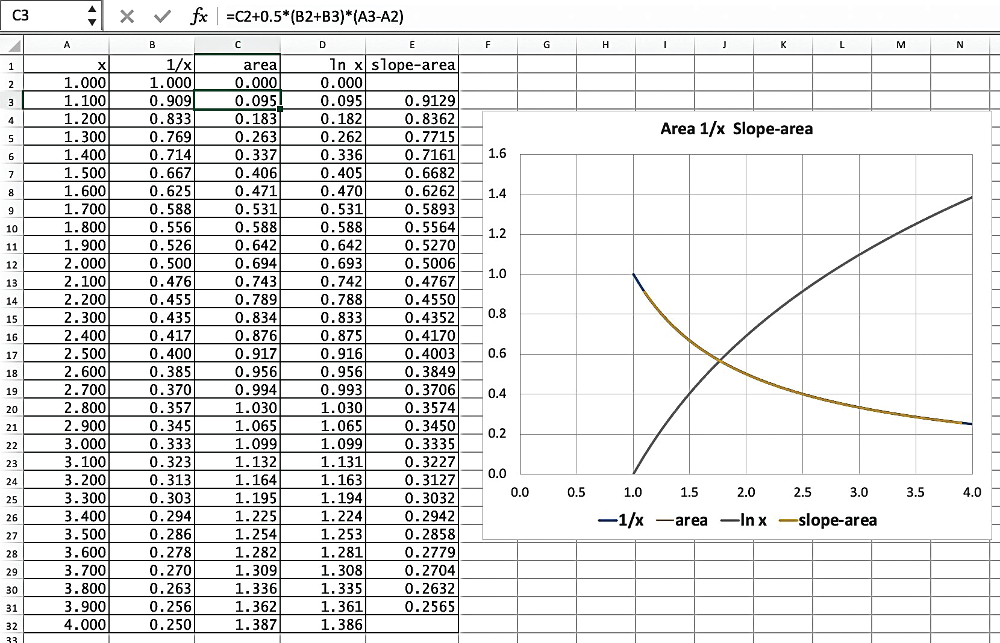 C3 fx =C2+0.5*(B2+B3)*(A3-A2)
A B C D E F G H I J K L M N
1 x 1/x area ln x slope-area
2 1.000 1.000 0.000 0.000
3 1.100 0.909 0.095 0.095 0.9129
4 1.200 0.833 0.183 0.182 0.8362
5 1.300 0.769 0.263 0.262 0.7715
6 1.400 0.714 0.337 0.336 0.7161
7 1.500 0.667 0.406 0.405 0.6682
8 1.600 0.625 0.471 0.470 0.6262
9 1.700 0.588 0.531 0.531 0.5893
10 1.800 0.556 0.588 0.588 0.5564
11 1.900 0.526 0.642 0.642 0.5270
12 2.000 0.500 0.694 0.693 0.5006
13 2.100 0.476 0.743 0.742 0.4767
14 2.200 0.455 0.789 0.788 0.4550
15 2.300 0.435 0.834 0.833 0.4352
16 2.400 0.417 0.876 0.875 0.4170
17 2.500 0.400 0.917 0.916 0.4003
18 2.600 0.385 0.956 0.956 0.3849
19 2.700 0.370 0.994 0.993 0.3706
20 2.800 0.357 1.030 1.030 0.3574
21 2.900 0.345 1.065 1.065 0.3450
22 3.000 0.333 1.099 1.099 0.3335
23 3.100 0.323 1.132 1.131 0.3227
24 3.200 0.313 1.164 1.163 0.3127
25 3.300 0.303 1.195 1.194 0.3032
26 3.400 0.294 1.225 1.224 0.2942
27 3.500 0.286 1.254 1.253 0.2858
28 3.600 0.278 1.282 1.281 0.2779
29 3.700 0.270 1.309 1.308 0.2704
30 3.800 0.263 1.336 1.335 0.2632
31 3.900 0.256 1.362 1.361 0.2565
32 4.000 0.250 1.387 1.386
33
Area 1/x Slope-area
1.6
1.4
1.2
1.0
0.8
0.6
0.4
0.2
0.0
0.0 0.5 1.0 1.5 2.0 2.5 3.0 3.5 4.0
1/x area ln x slope-area